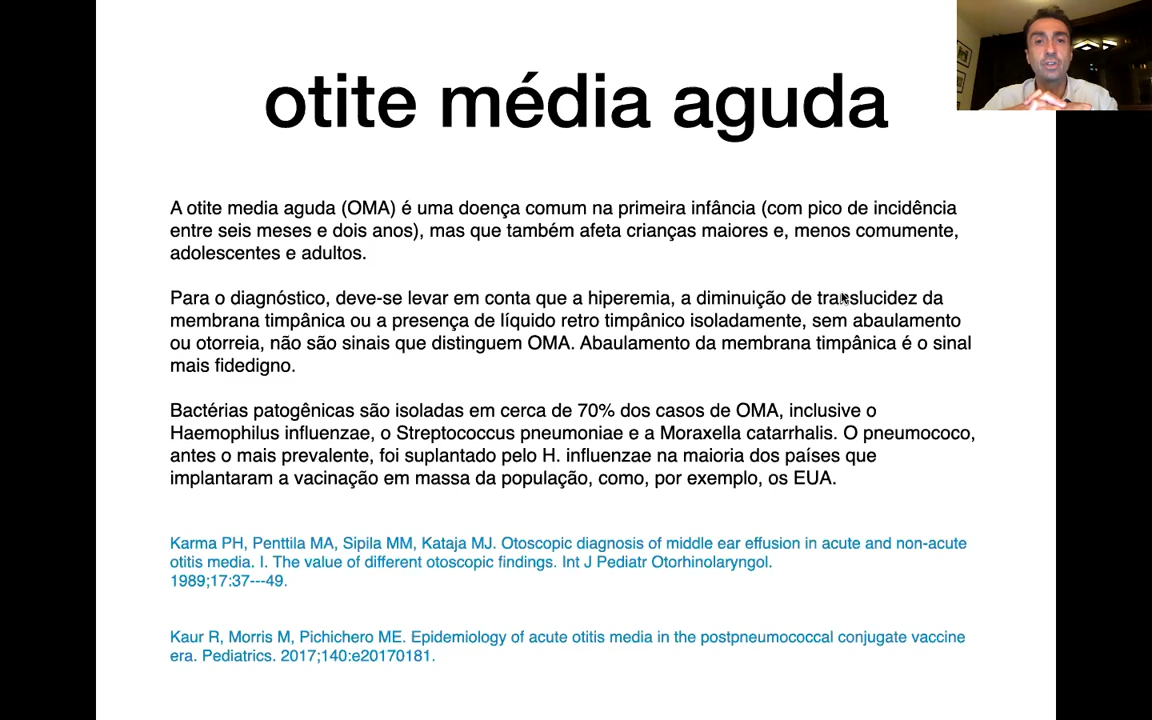 otite média aguda
A otite media aguda (OMA) é uma doença comum na primeira infância (com pico de incidência
entre seis meses e dois anos), mas que também afeta crianças maiores e, menos comumente,
adolescentes e adultos.
Para o diagnóstico, deve-se levar em conta que a hiperemia, a diminuição de translucidez da
membrana timpânica ou a presença de líquido retro timpânico isoladamente, sem abaulamento
ou otorreia, não são sinais que distinguem OMA. Abaulamento da membrana timpânica é o sinal
mais fidedigno.
Bactérias patogênicas são isoladas em cerca de 70% dos casos de OMA, inclusive o
Haemophilus influenzae, o Streptococcus pneumoniae e a Moraxella catarrhalis. O pneumococo,
antes o mais prevalente, foi suplantado pelo H. influenzae na maioria dos países que
implantaram a vacinação em massa da população, como, por exemplo, os EUA.
Karma PH, Penttila MA, Sipila MM, Kataja MJ. Otoscopic diagnosis of middle ear effusion in acute and non-acute
otitis media. I. The value of different otoscopic findings. Int J Pediatr Otorhinolaryngol.
1989;17:37---49.
Kaur R, Morris M, Pichichero ME. Epidemiology of acute otitis media in the postpneumococcal conjugate vaccine
era. Pediatrics. 2017;140:e20170181.